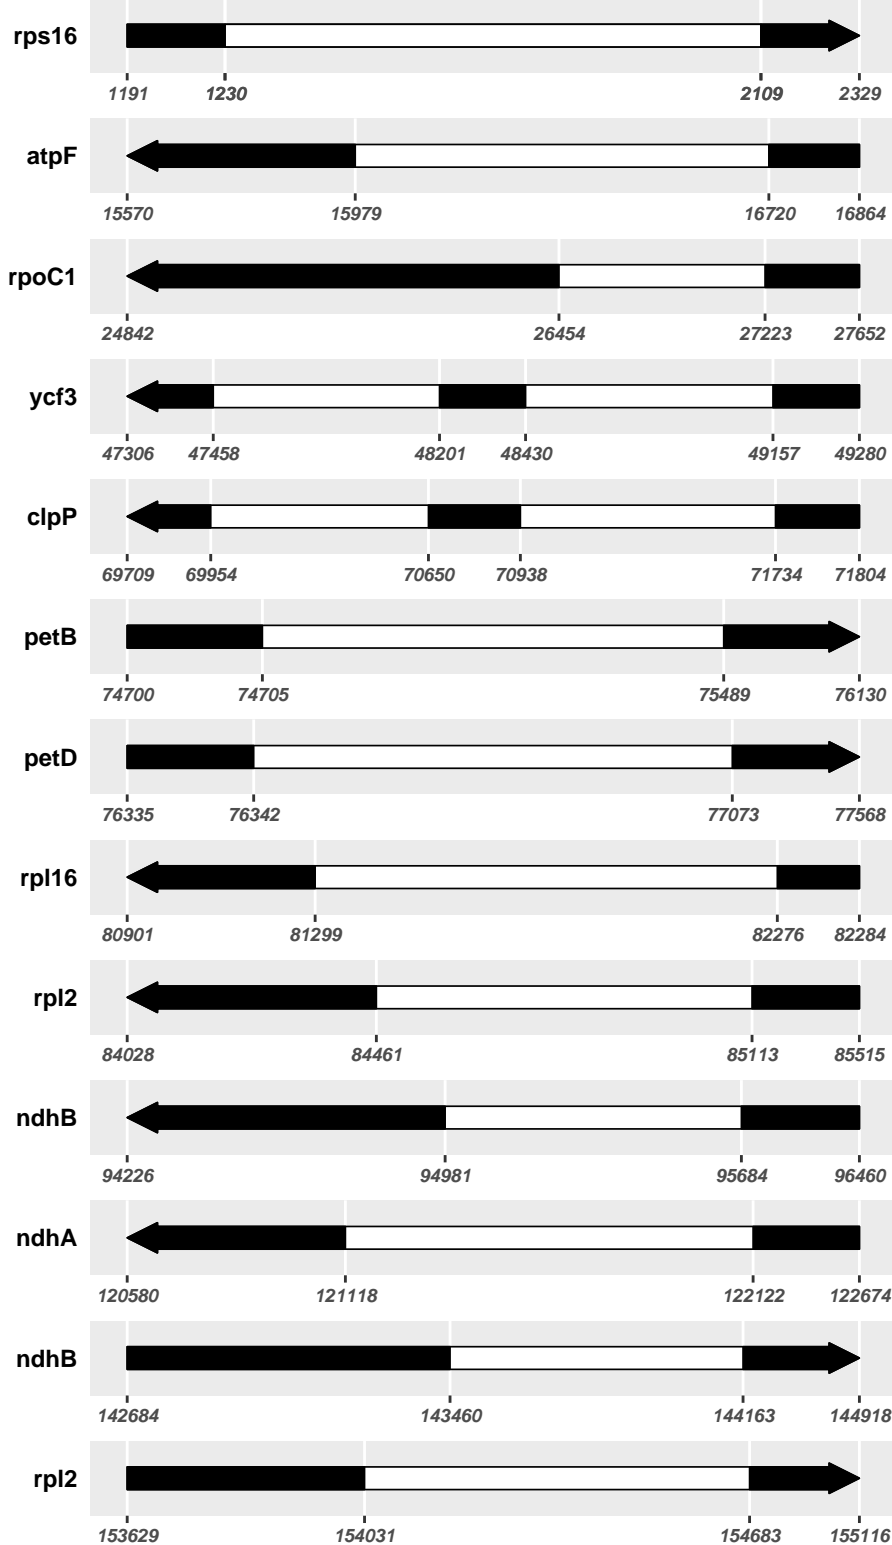 rps16
1191 1230 2109 2329
atpF
15570 15979 16720 16864
rpoC1
24842 26454 27223 27652
ycf3
47306 47458 48201 48430 49157 49280
clpP
69709 69954 70650 70938 71734 71804
petB
74700 74705 75489 76130
petD
76335 76342 77073 77568
rpl16
80901 81299 82276 82284
rpl2
84028 84461 85113 85515
ndhB
94226 94981 95684 96460
ndhA
120580 121118 122122 122674
ndhB
142684 143460 144163 144918
rpl2
153629 154031 154683 155116